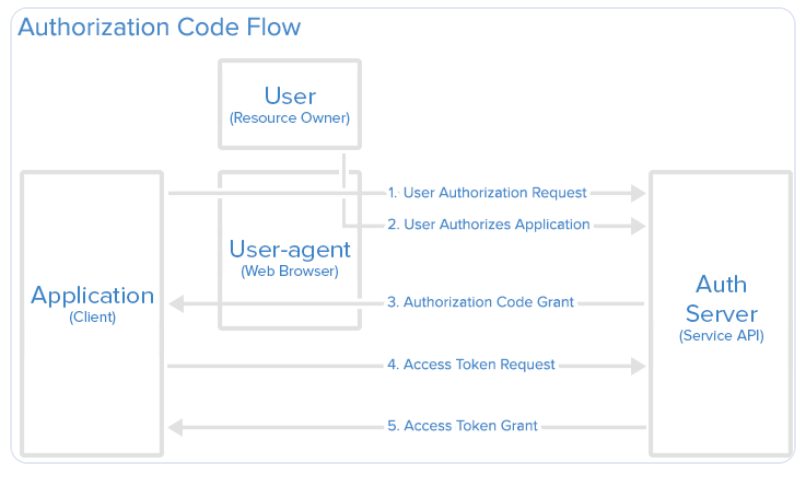 Authorization Code Flow
User
(Resource Owner)
1. User Authorization Request
2. User Authorizes Application
User-agent
(Web Browser)
Application
(Client)
3. Authorization Code Grant
Auth
Server
(Service API)
4. Access Token Request
5. Access Token Grant